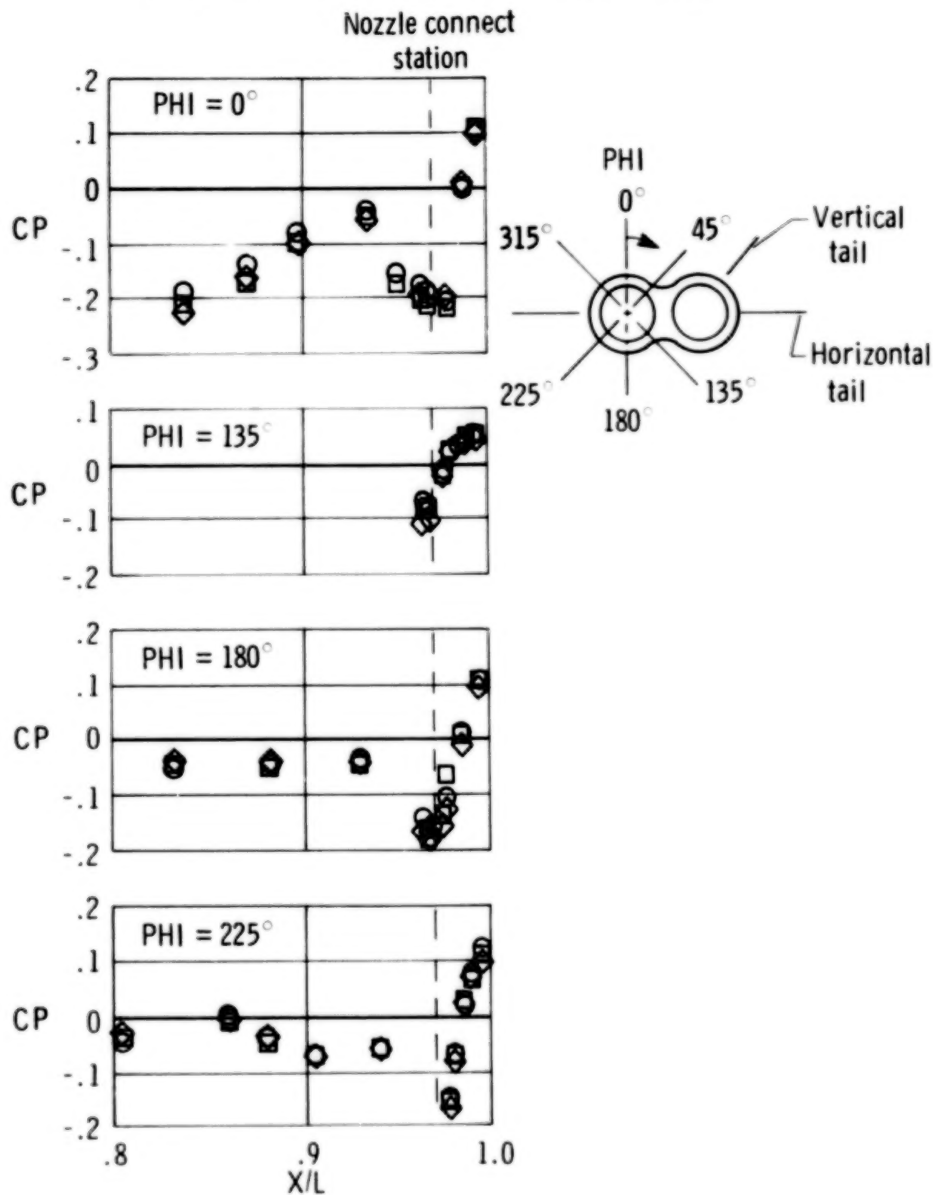 Nozzle connect
station
.2
PHI = 0°
.1
0
CP
-.1
-.2
-.3
PHI
0°
315°
45°
Vertical
tail
Horizontal
tail
225°
135°
180°
.1
PHI = 135°
0
CP
-.1
-.2
.2
PHI = 180°
.1
CP
0
-.1
-.2
.2
PHI = 225°
.1
CP
0
-.1
-.2
.8
.9
1.0
X/L